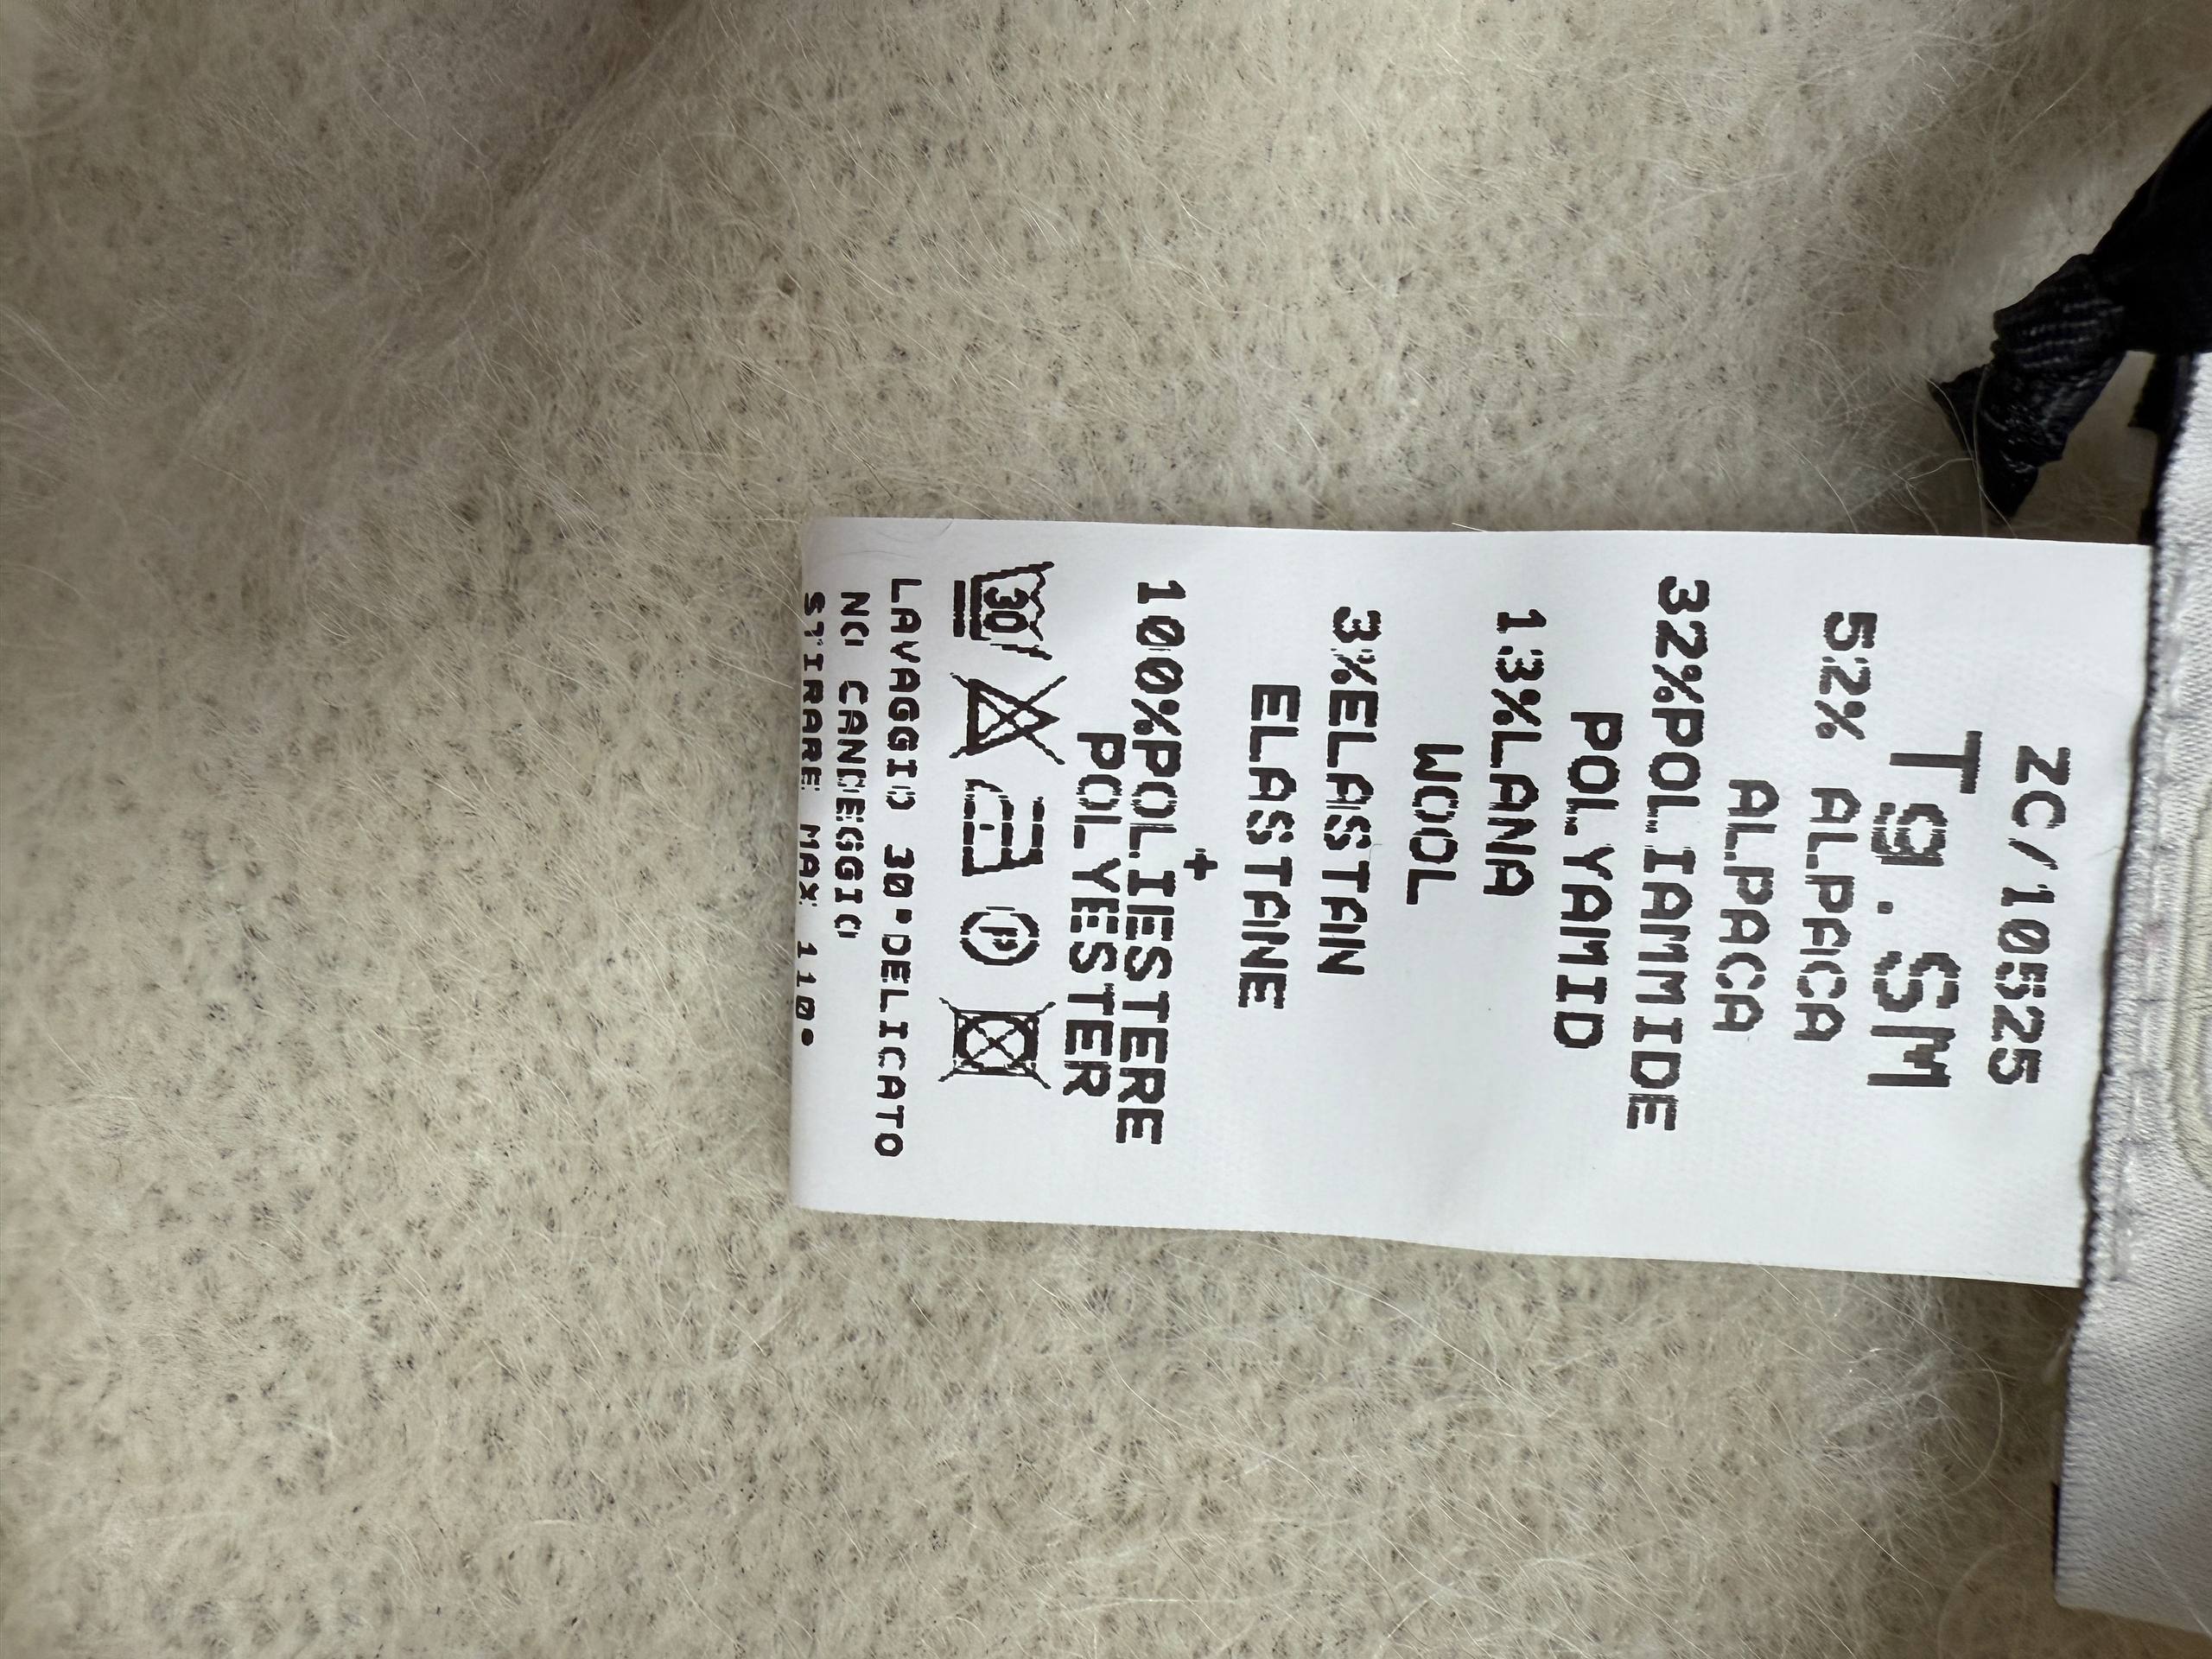 ZC/10525
Tg.SM
52% ALPACA
ALPACA
32%POLIAMMIDE
POLYAMID
13%LANA
WOOL
3%ELASTAN
ELASTANE
+
100%POLIESTERE
POLYESTER
30 P
LAVAGGIO 30°DELICATO
NO CANDEGGIO
STIRARE MAX 110°